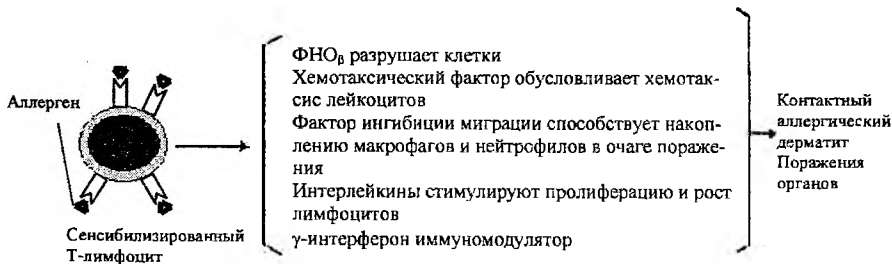 Аллерген
Сенсибилизированный
Т-лимфоцит
ФНОβ разрушает клетки
Хемотаксический фактор обусловливает хемотак-
сис лейкоцитов
Фактор ингибиции миграции способствует накоп-
лению макрофагов и нейтрофилов в очаге пораже-
ния
Интерлейкины стимулируют пролиферацию и рост
лимфоцитов
γ-интерферон иммуномодулятор
Контактный
аллергический
дерматит
Поражения
органов